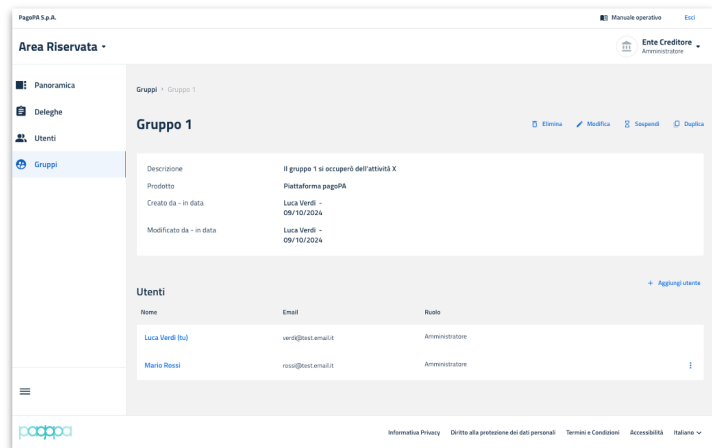 PagoPA S.p.A.
Manuale operativo
Esci
Area Riservata
Ente Creditore
Amministratore
Panoramica
Deleghe
Utenti
Gruppi
Gruppi
Gruppo 1
Gruppo 1
Elimina
Modifica
Sospendi
Duplica
Descrizione
Il gruppo 1 si occuperò dell'attività X
Prodotto
Piattaforma pagoPA
Creato da - in data
Luca Verdi -
09/10/2024
Modificato da - in data
Luca Verdi -
09/10/2024
Utenti
+ Aggiungi utente
Nome
Email
Ruolo
Luca Verdi (tu)
verdi@test.email.it
Amministratore
Mario Rossi
rossi@test.email.it
Amministratore
pagopa
Informativa Privacy
Diritto alla protezione dei dati personali
Termini e Condizioni
Accessibilità
Italiano